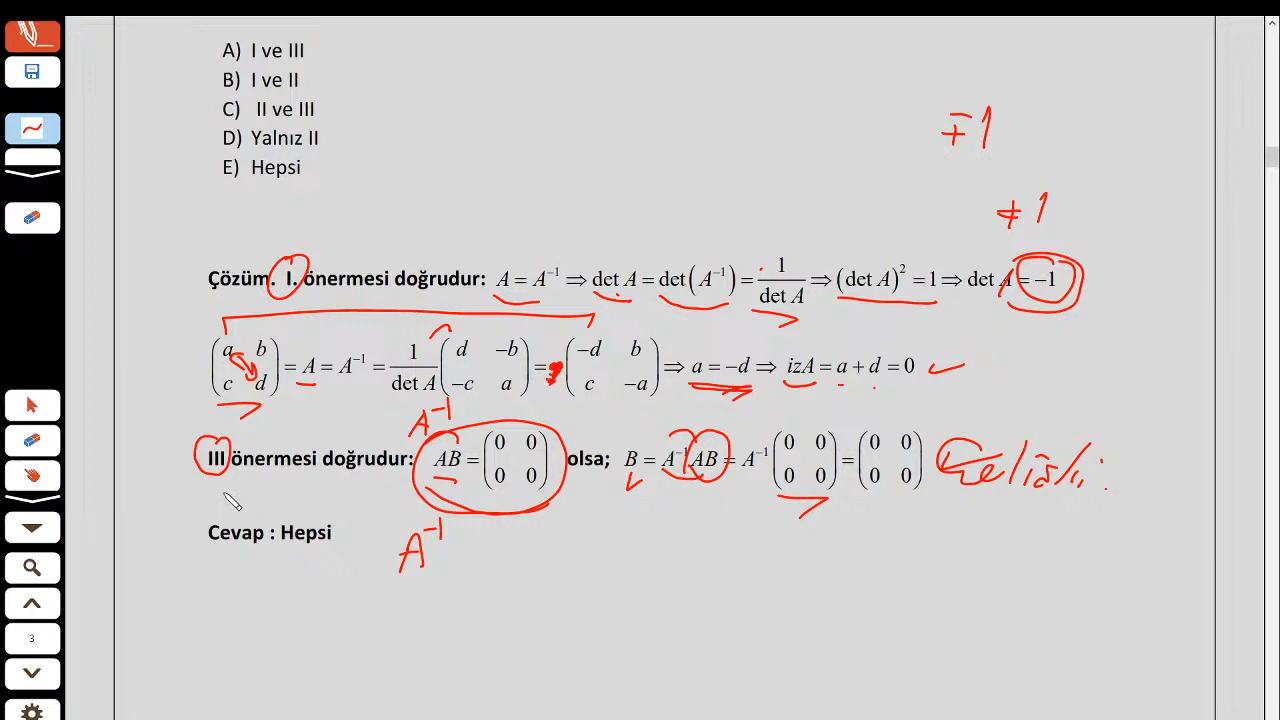 A) I ve III
B) I ve II
C) II ve III
D) Yalnız II
E) Hepsi
∓1
≠1
Çözüm. I. önermesi doğrudur: A = A⁻¹ ⇒ det A = det(A⁻¹) = 1/det A ⇒ (det A)² = 1 ⇒ det A = −1
(a b; c d) = A = A⁻¹ = 1/det A (d −b; −c a) = (−d b; c −a) ⇒ a = −d ⇒ izA = a + d = 0
A⁻¹
III önermesi doğrudur: AB = (0 0; 0 0) olsa; B = A⁻¹AB = A⁻¹ (0 0; 0 0) = (0 0; 0 0)
Cevap : Hepsi
A⁻¹
3